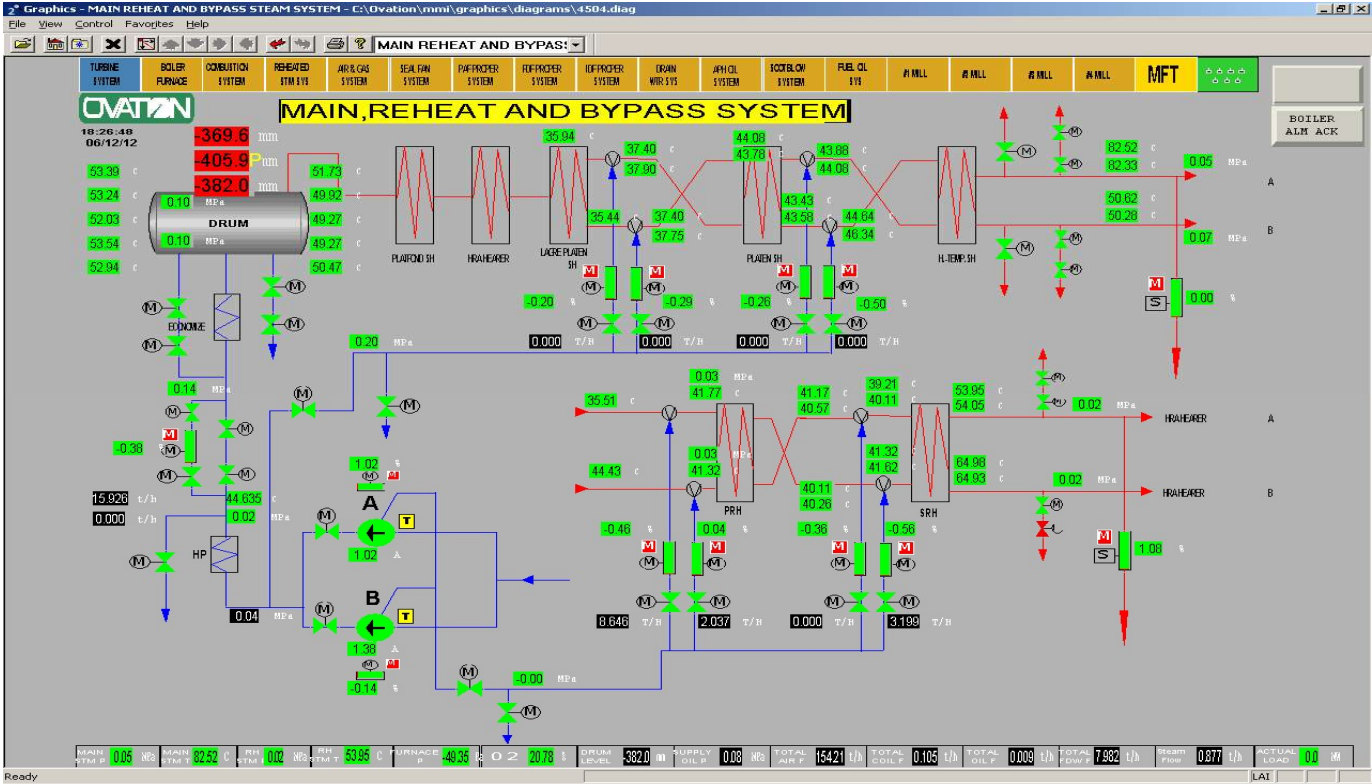 Graphics - MAIN REHEAT AND BYPASS STEAM SYSTEM - C:\Ovation\mmi\graphics\diagrams\4504.diag
File View Control Favorites Help
MAIN REHEAT AND BYPAS:
TURBINE SYSTEM BOILER FURNACE COMBUSTION SYSTEM REHEATED STM SYS AIR & GAS SYSTEM SEAL FAN SYSTEM PAF PROPER SYSTEM FDF PROPER SYSTEM IDF PROPER SYSTEM DRAIN WTR SYS APH OIL SYSTEM SOOTBLOW SYSTEM FUEL OIL SYS MILL MILL MILL MILL MFT
OVATION
MAIN,REHEAT AND BYPASS SYSTEM
BOILER ALM ACK
18:26:48
06/12/12
-369.6 mm
-405.9 P mm
-382.0 mm
35.94 c 37.40 44.08 c 43.88 c 82.52 c
37.90 c 43.78 c 44.08 c 82.33 c 0.05 MPa
53.39 c 51.73 c A
53.24 c 0.10 MPa 49.92 c 43.43 50.62 c
52.03 c DRUM 49.27 c 35.44 c 37.40 43.58 c 44.64 c 50.28 c
53.54 c 0.10 MPa 49.27 c 37.75 c 46.34 c 0.07 MPa B
52.94 c 50.47 c PLATFOND SH HRA HEARER LAGRE PLATEN SH PLATEN SH H.-TEMP.SH
M M M M M
M M M M M
-0.20 % -0.29 % -0.26 % -0.50 % S 0.00 %
ECONOMIZE M M M M M
0.20 MPa 0.000 T/H 0.000 T/H 0.000 T/H 0.000 T/H
0.14 MPa 0.03 MPa 39.21 c
35.51 c 41.77 c 41.17 c 40.11 c 53.95 c
40.57 c 54.05 c 0.02 MPa
HRA HEARER A
-0.38 M 0.03 MPa 41.32 c 64.98 c
1.02 % 44.43 c 41.32 c 41.62 c 64.93 c 0.02 MPa
15.926 t/h 44.635 c 40.11 c HRA HEARER B
0.000 t/h 0.02 MPa A 40.26 c
T PRH SRH
-0.46 % 0.04 % -0.36 % -0.56 %
HP 1.02 A M M M M M
S 1.08 %
B M M M M
0.04 MPa T 8.646 T/H 2.037 T/H 0.000 T/H 3.199 T/H
1.38 A
M
-0.14 % M -0.00 MPa
M
MAIN STM P 0.05 MPa MAIN STM T 82.52 C RH STM P 0.02 MPa RH STM T 53.95 C FURNACE P -49.35 O 2 20.78 % DRUM LEVEL -382.0 mm SUPPLY OIL P 0.08 MPa TOTAL AIR F 154.21 t/h TOTAL COIL F 0.105 t/h TOTAL OIL F 0.009 t/h TOTAL FDW F 7.982 t/h Steam Flow 0.877 t/h ACTUAL LOAD 0.0 MW
Ready LAI